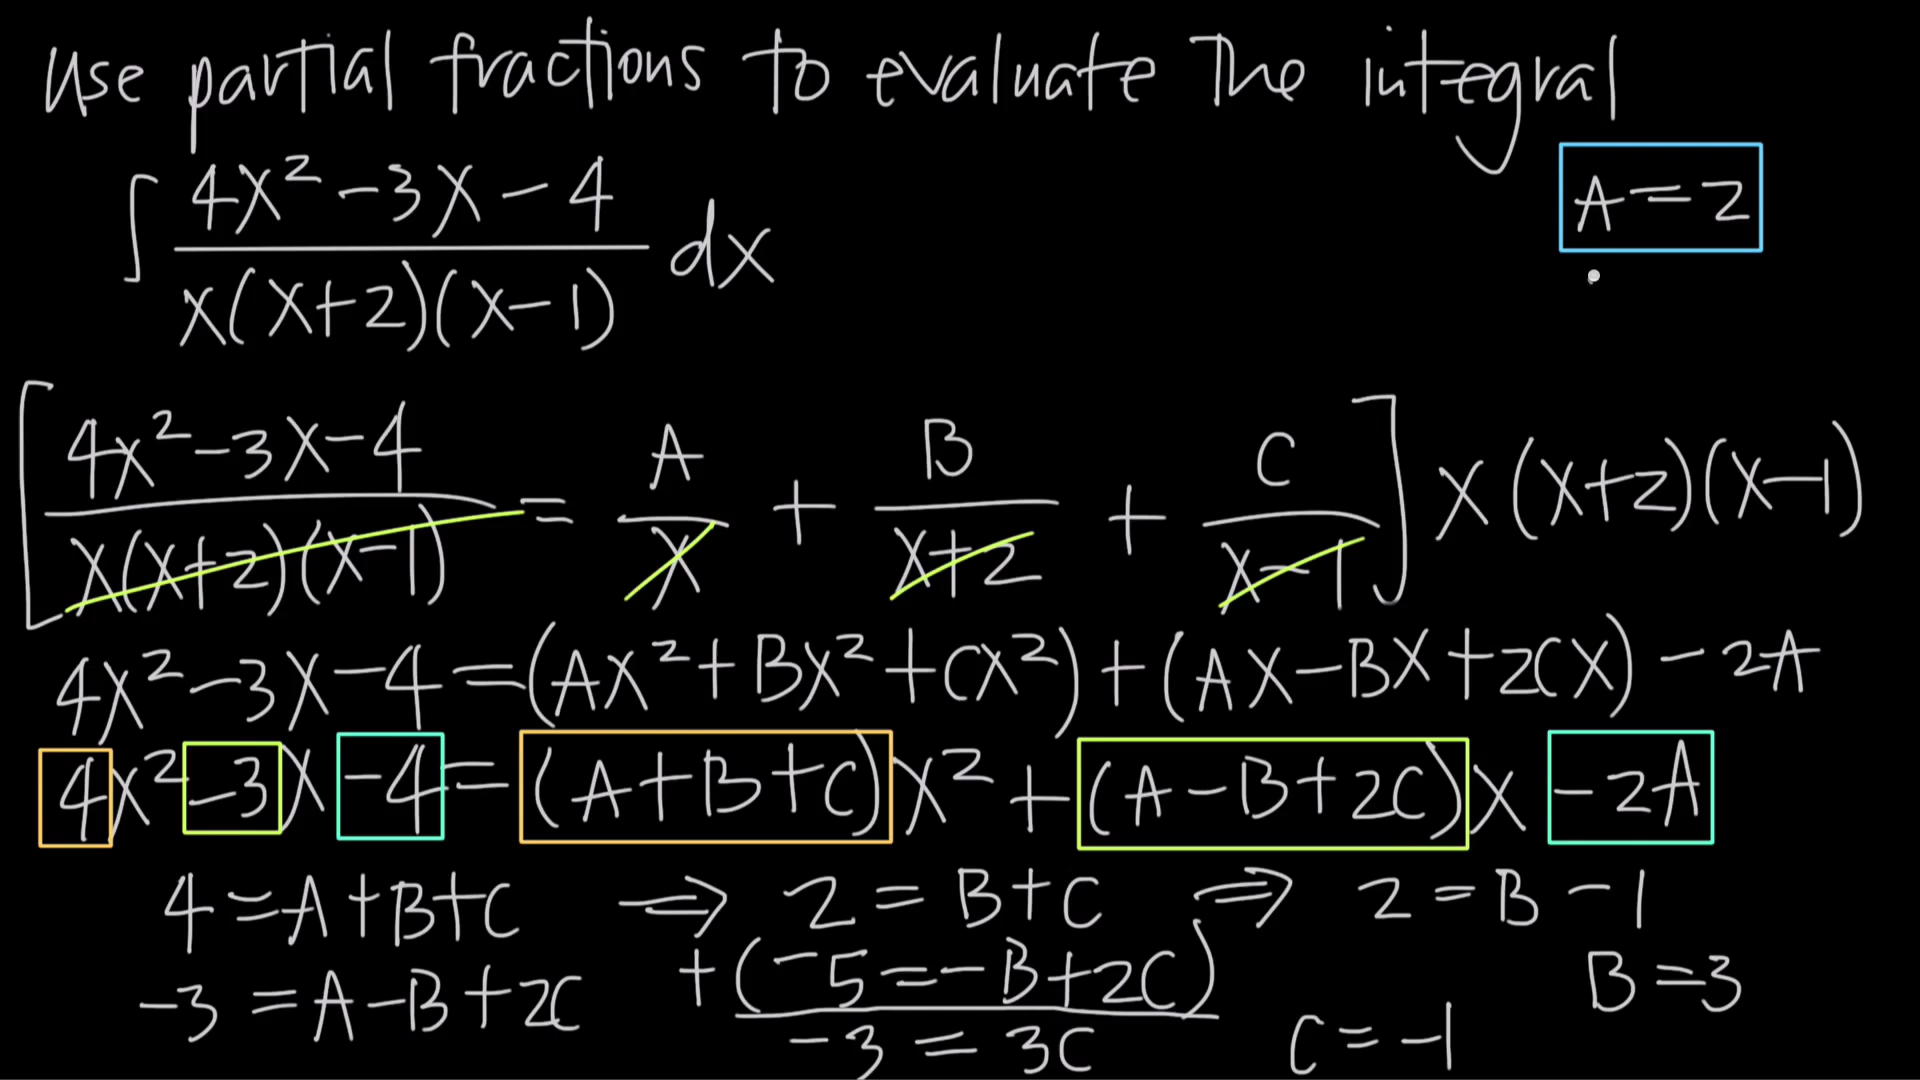 Use partial fractions to evaluate the integral
∫ (4x² - 3x - 4) / (x(x+2)(x-1)) dx
A = 2
[(4x² - 3x - 4) / (x(x+2)(x-1)) = A/x + B/(x+2) + C/(x-1)] x(x+2)(x-1)
4x² - 3x - 4 = (Ax² + Bx² + Cx²) + (Ax - Bx + 2Cx) - 2A
4x² - 3x - 4 = (A+B+C)x² + (A-B+2C)x - 2A
4 = A+B+C ⇒ 2 = B+C ⇒ 2 = B - 1
-3 = A-B+2C +(-5 = -B+2C) B = 3
-3 = 3C C = -1